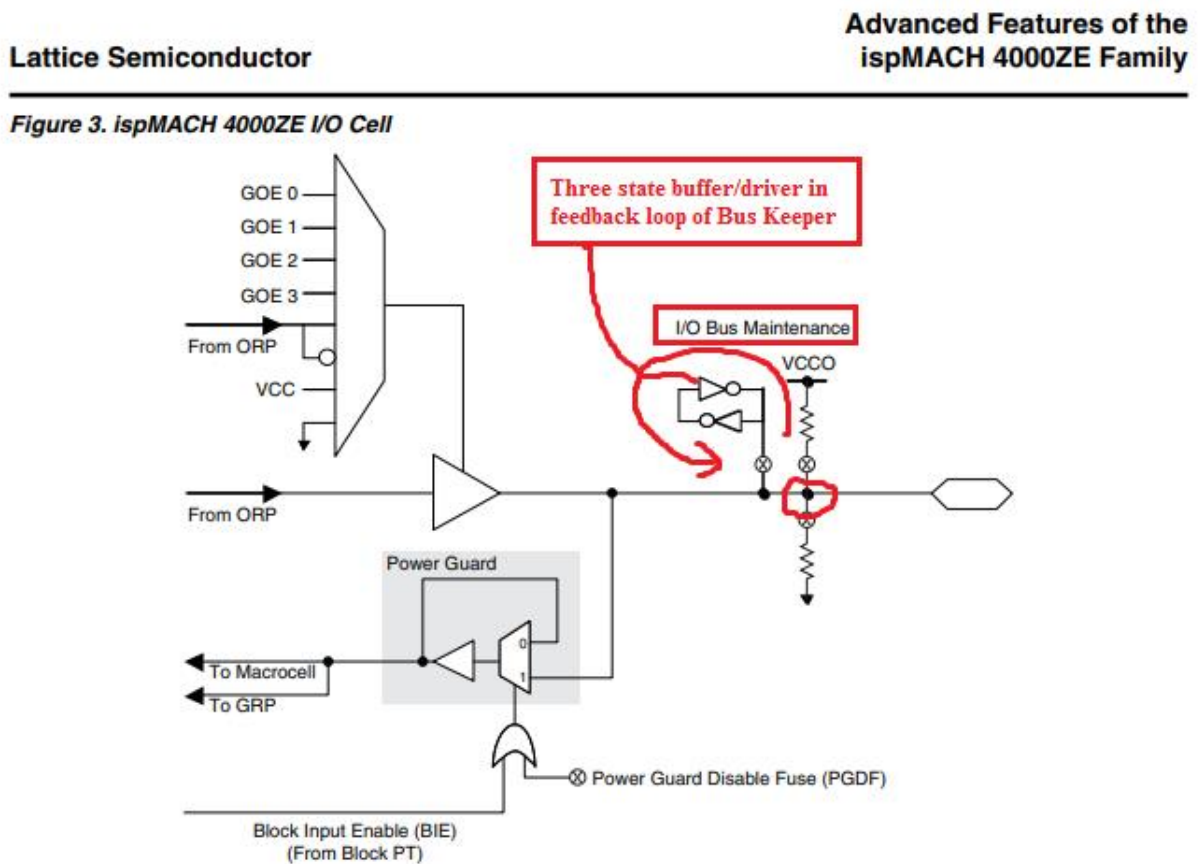 Advanced Features of the
Lattice Semiconductor
ispMACH 4000ZE Family
Figure 3. ispMACH 4000ZE I/O Cell
Three state buffer/driver in
feedback loop of Bus Keeper
GOE 0
GOE 1
GOE 2
GOE 3
I/O Bus Maintenance
From ORP
VCCO
VCC
From ORP
Power Guard
0
1
To Macrocell
To GRP
Power Guard Disable Fuse (PGDF)
Block Input Enable (BIE)
(From Block PT)